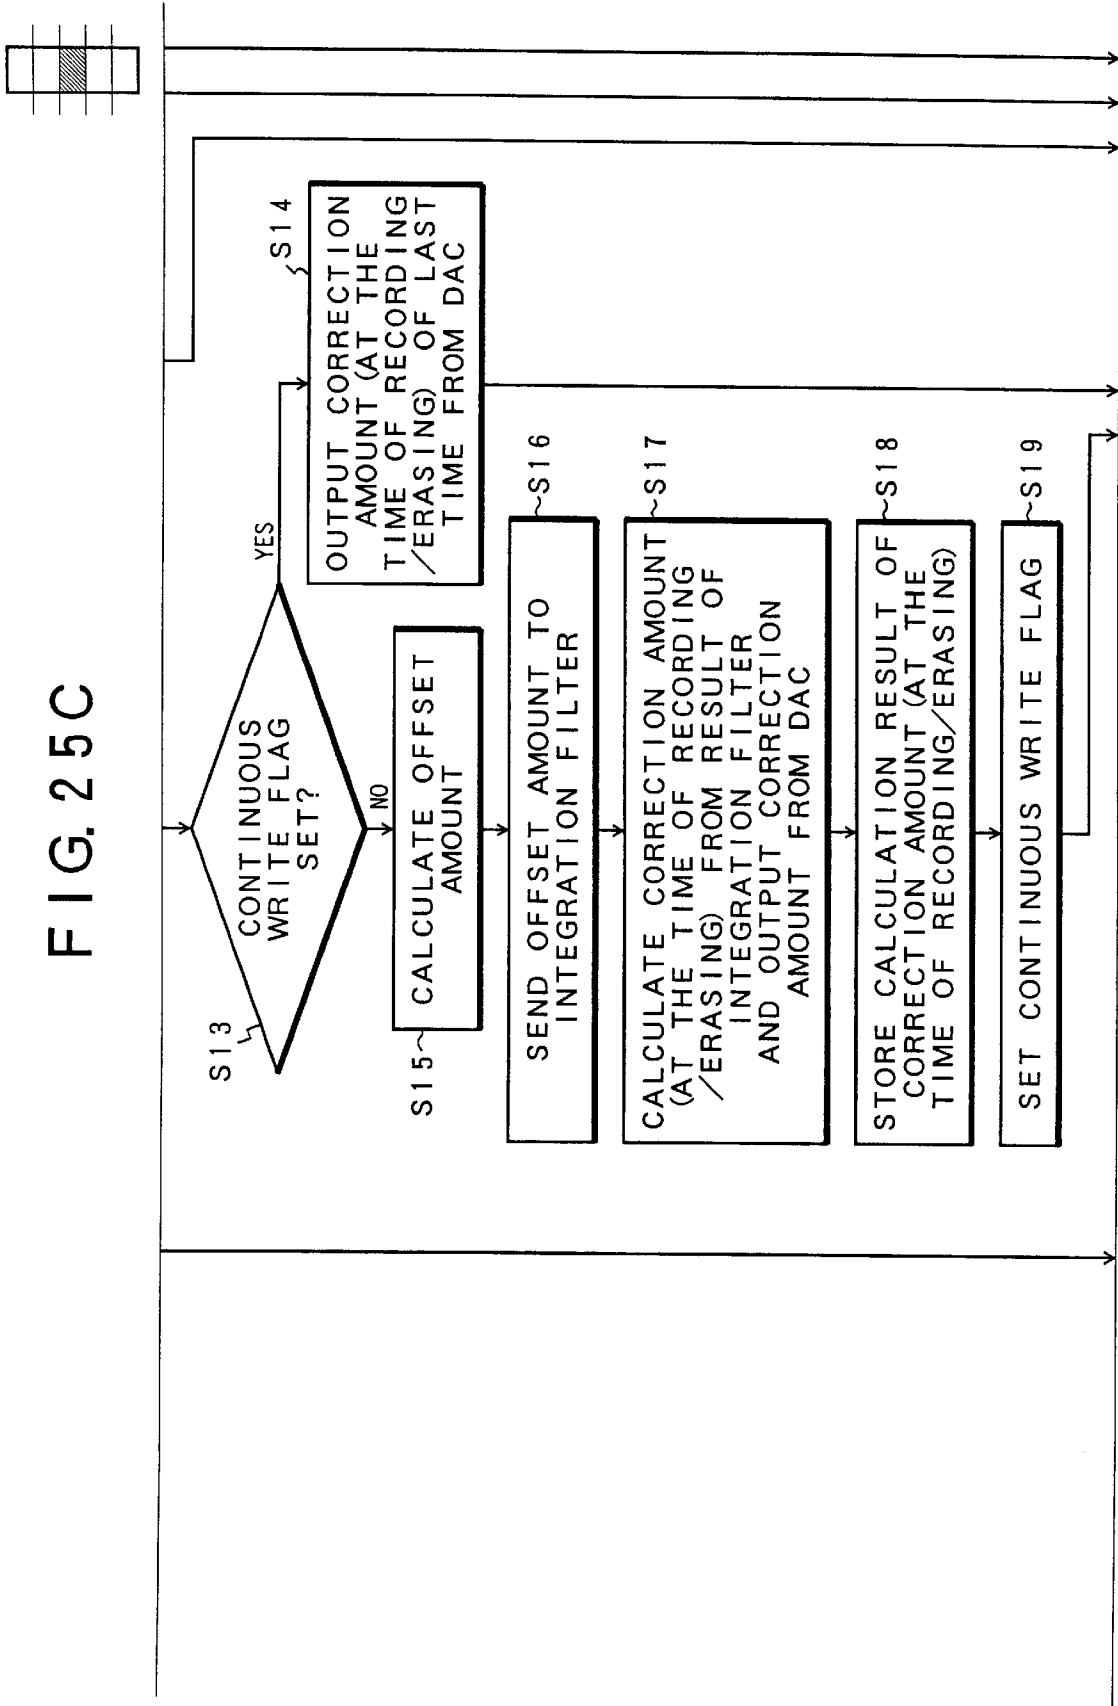 FIG. 25C
S13
CONTINUOUS
WRITE FLAG
SET?
YES
NO
S14
OUTPUT CORRECTION
AMOUNT (AT THE
TIME OF RECORDING
/ERASING) OF LAST
TIME FROM DAC
S15
CALCULATE OFFSET
AMOUNT
S16
SEND OFFSET AMOUNT TO
INTEGRATION FILTER
S17
CALCULATE CORRECTION AMOUNT
(AT THE TIME OF RECORDING
/ERASING) FROM RESULT OF
INTEGRATION FILTER
AND OUTPUT CORRECTION
AMOUNT FROM DAC
S18
STORE CALCULATION RESULT OF
CORRECTION AMOUNT (AT THE
TIME OF RECORDING/ERASING)
S19
SET CONTINUOUS WRITE FLAG